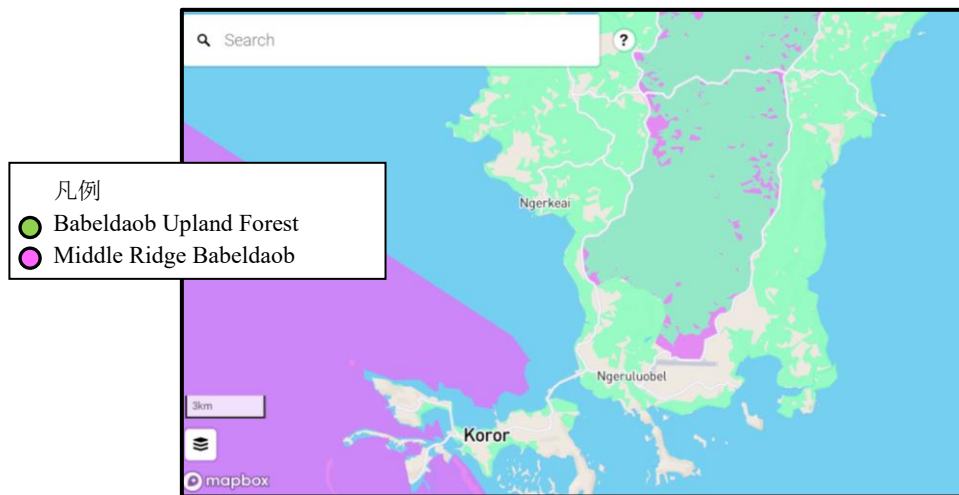 Search
?
凡例
Babeldaob Upland Forest
Middle Ridge Babeldaob
Ngerkeai
Ngeruluobel
3km
Koror
mapbox